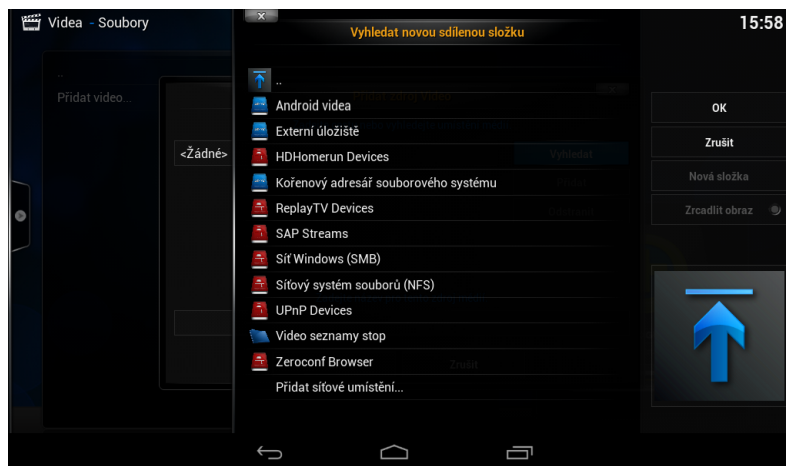 Videa - Soubory
Vyhledat novou sdílenou složku
15:58
..
Přidat video...
<Žádné>
..
Android videa
Externí úložiště
HDHomerun Devices
Kořenový adresář souborového systému
ReplayTV Devices
SAP Streams
Síť Windows (SMB)
Síťový systém souborů (NFS)
UPnP Devices
Video seznamy stop
Zeroconf Browser
Přidat síťové umístění...
Vyhledat
Zrušit
OK
Zrušit
Nová složka
Zrcadlit obraz